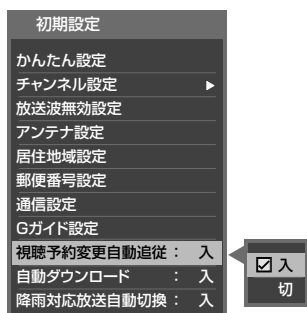 初期設定
かんたん設定
チャンネル設定 ▶
放送波無効設定
アンテナ設定
居住地域設定
郵便番号設定
通信設定
Gガイド設定
視聴予約変更自動追従： 入
自動ダウンロード ： 入
降雨対応放送自動切換： 入
☑ 入
切